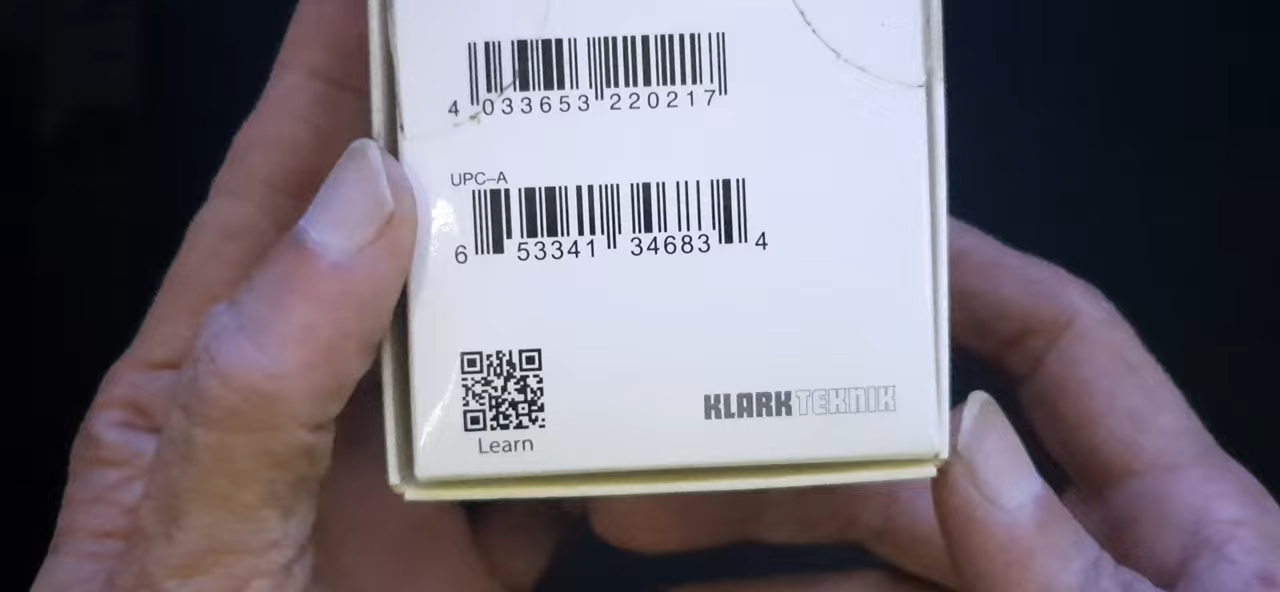 4 033653 220217
UPC–A
6 53341 34683 4
Learn
KLARK TEKNIK